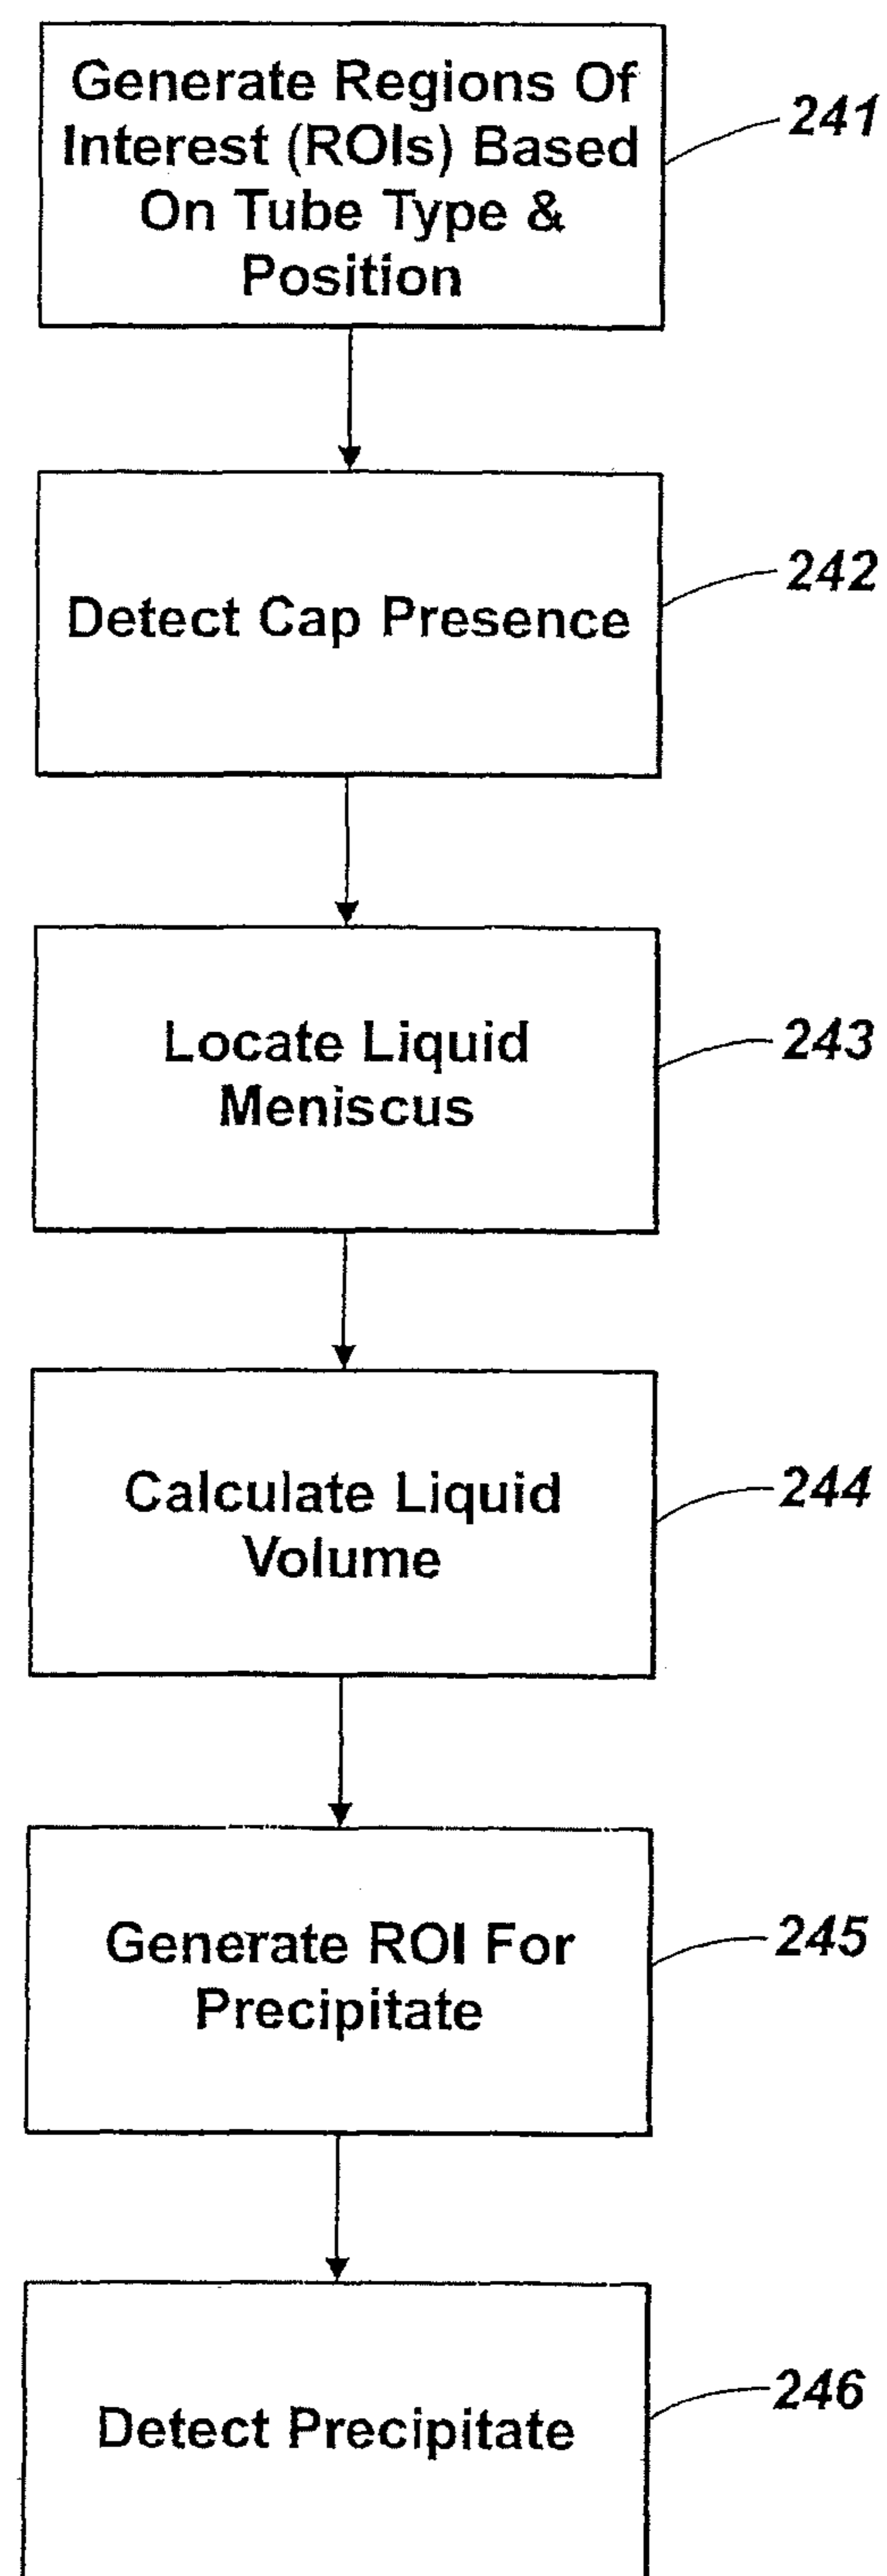 Generate Regions Of
Interest (ROIs) Based
On Tube Type &
Position
241
Detect Cap Presence
242
Locate Liquid
Meniscus
243
Calculate Liquid
Volume
244
Generate ROI For
Precipitate
245
Detect Precipitate
246